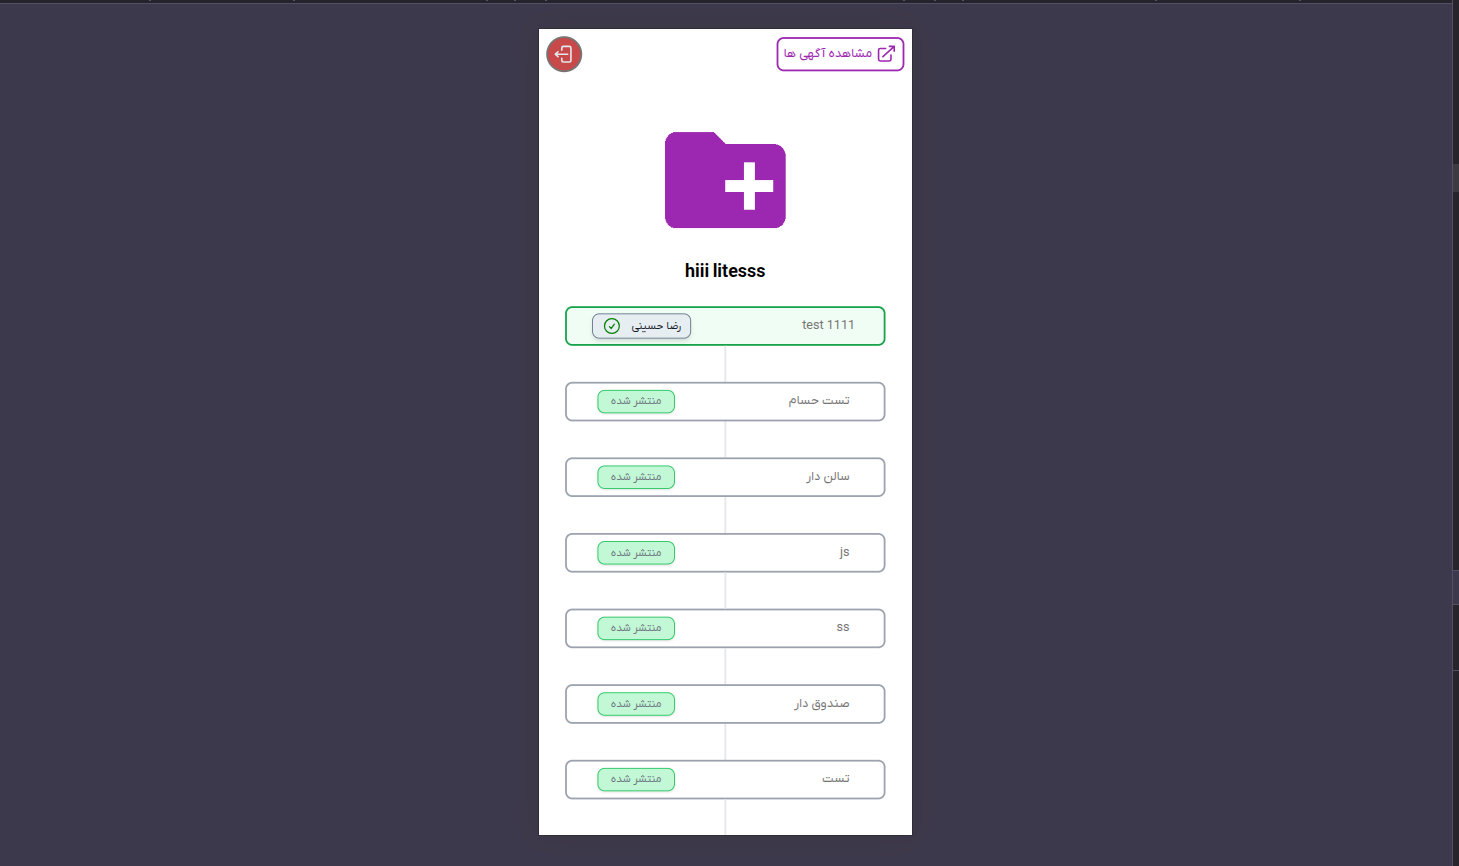 مشاهده آگهی ها
hiii litesss
test 1111 رضا حسینی
تست حسام منتشر شده
سالن دار منتشر شده
js منتشر شده
ss منتشر شده
صندوق دار منتشر شده
تست منتشر شده